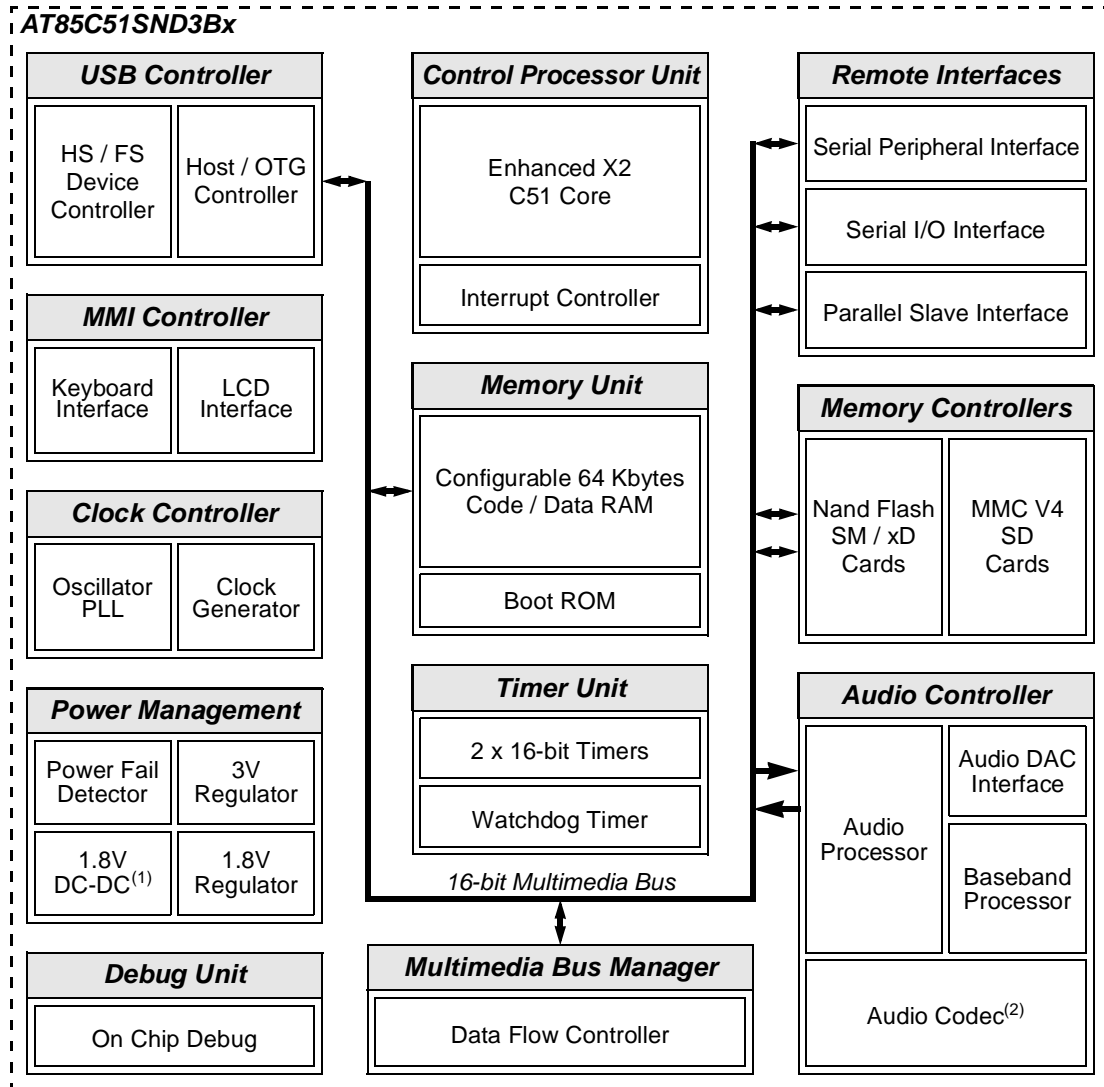 AT85C51SND3Bx
USB Controller
HS / FS
Device
Controller
Host / OTG
Controller
MMI Controller
Keyboard
Interface
LCD
Interface
Clock Controller
Oscillator
PLL
Clock
Generator
Power Management
Power Fail
Detector
3V
Regulator
1.8V
DC-DC(1)
1.8V
Regulator
Debug Unit
On Chip Debug
Control Processor Unit
Enhanced X2
C51 Core
Interrupt Controller
Memory Unit
Configurable 64 Kbytes
Code / Data RAM
Boot ROM
Timer Unit
2 x 16-bit Timers
Watchdog Timer
16-bit Multimedia Bus
Multimedia Bus Manager
Data Flow Controller
Remote Interfaces
Serial Peripheral Interface
Serial I/O Interface
Parallel Slave Interface
Memory Controllers
Nand Flash
SM / xD
Cards
MMC V4
SD
Cards
Audio Controller
Audio
Processor
Audio DAC
Interface
Baseband
Processor
Audio Codec(2)